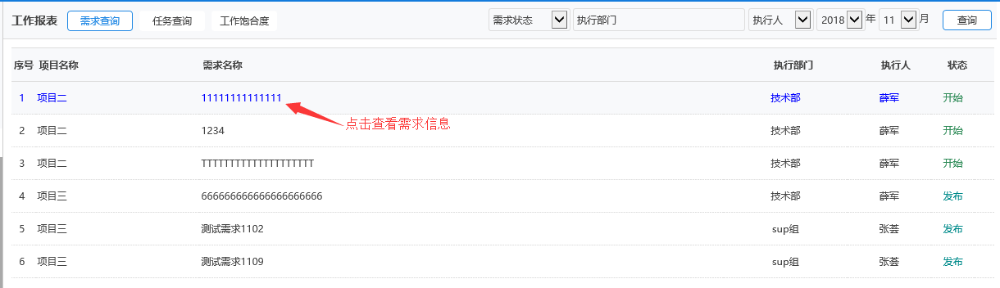 工作报表 需求查询 任务查询 工作饱合度 需求状态 执行部门 执行人 2018 年 11 月 查询
序号 项目名称 需求名称 执行部门 执行人 状态
1 项目二 11111111111111 技术部 薛军 开始
点击查看需求信息
2 项目二 1234 技术部 薛军 开始
3 项目二 TTTTTTTTTTTTTTTTTTTT 技术部 薛军 开始
4 项目三 666666666666666666666 技术部 薛军 发布
5 项目三 测试需求1102 sup组 张荟 发布
6 项目三 测试需求1109 sup组 张荟 发布